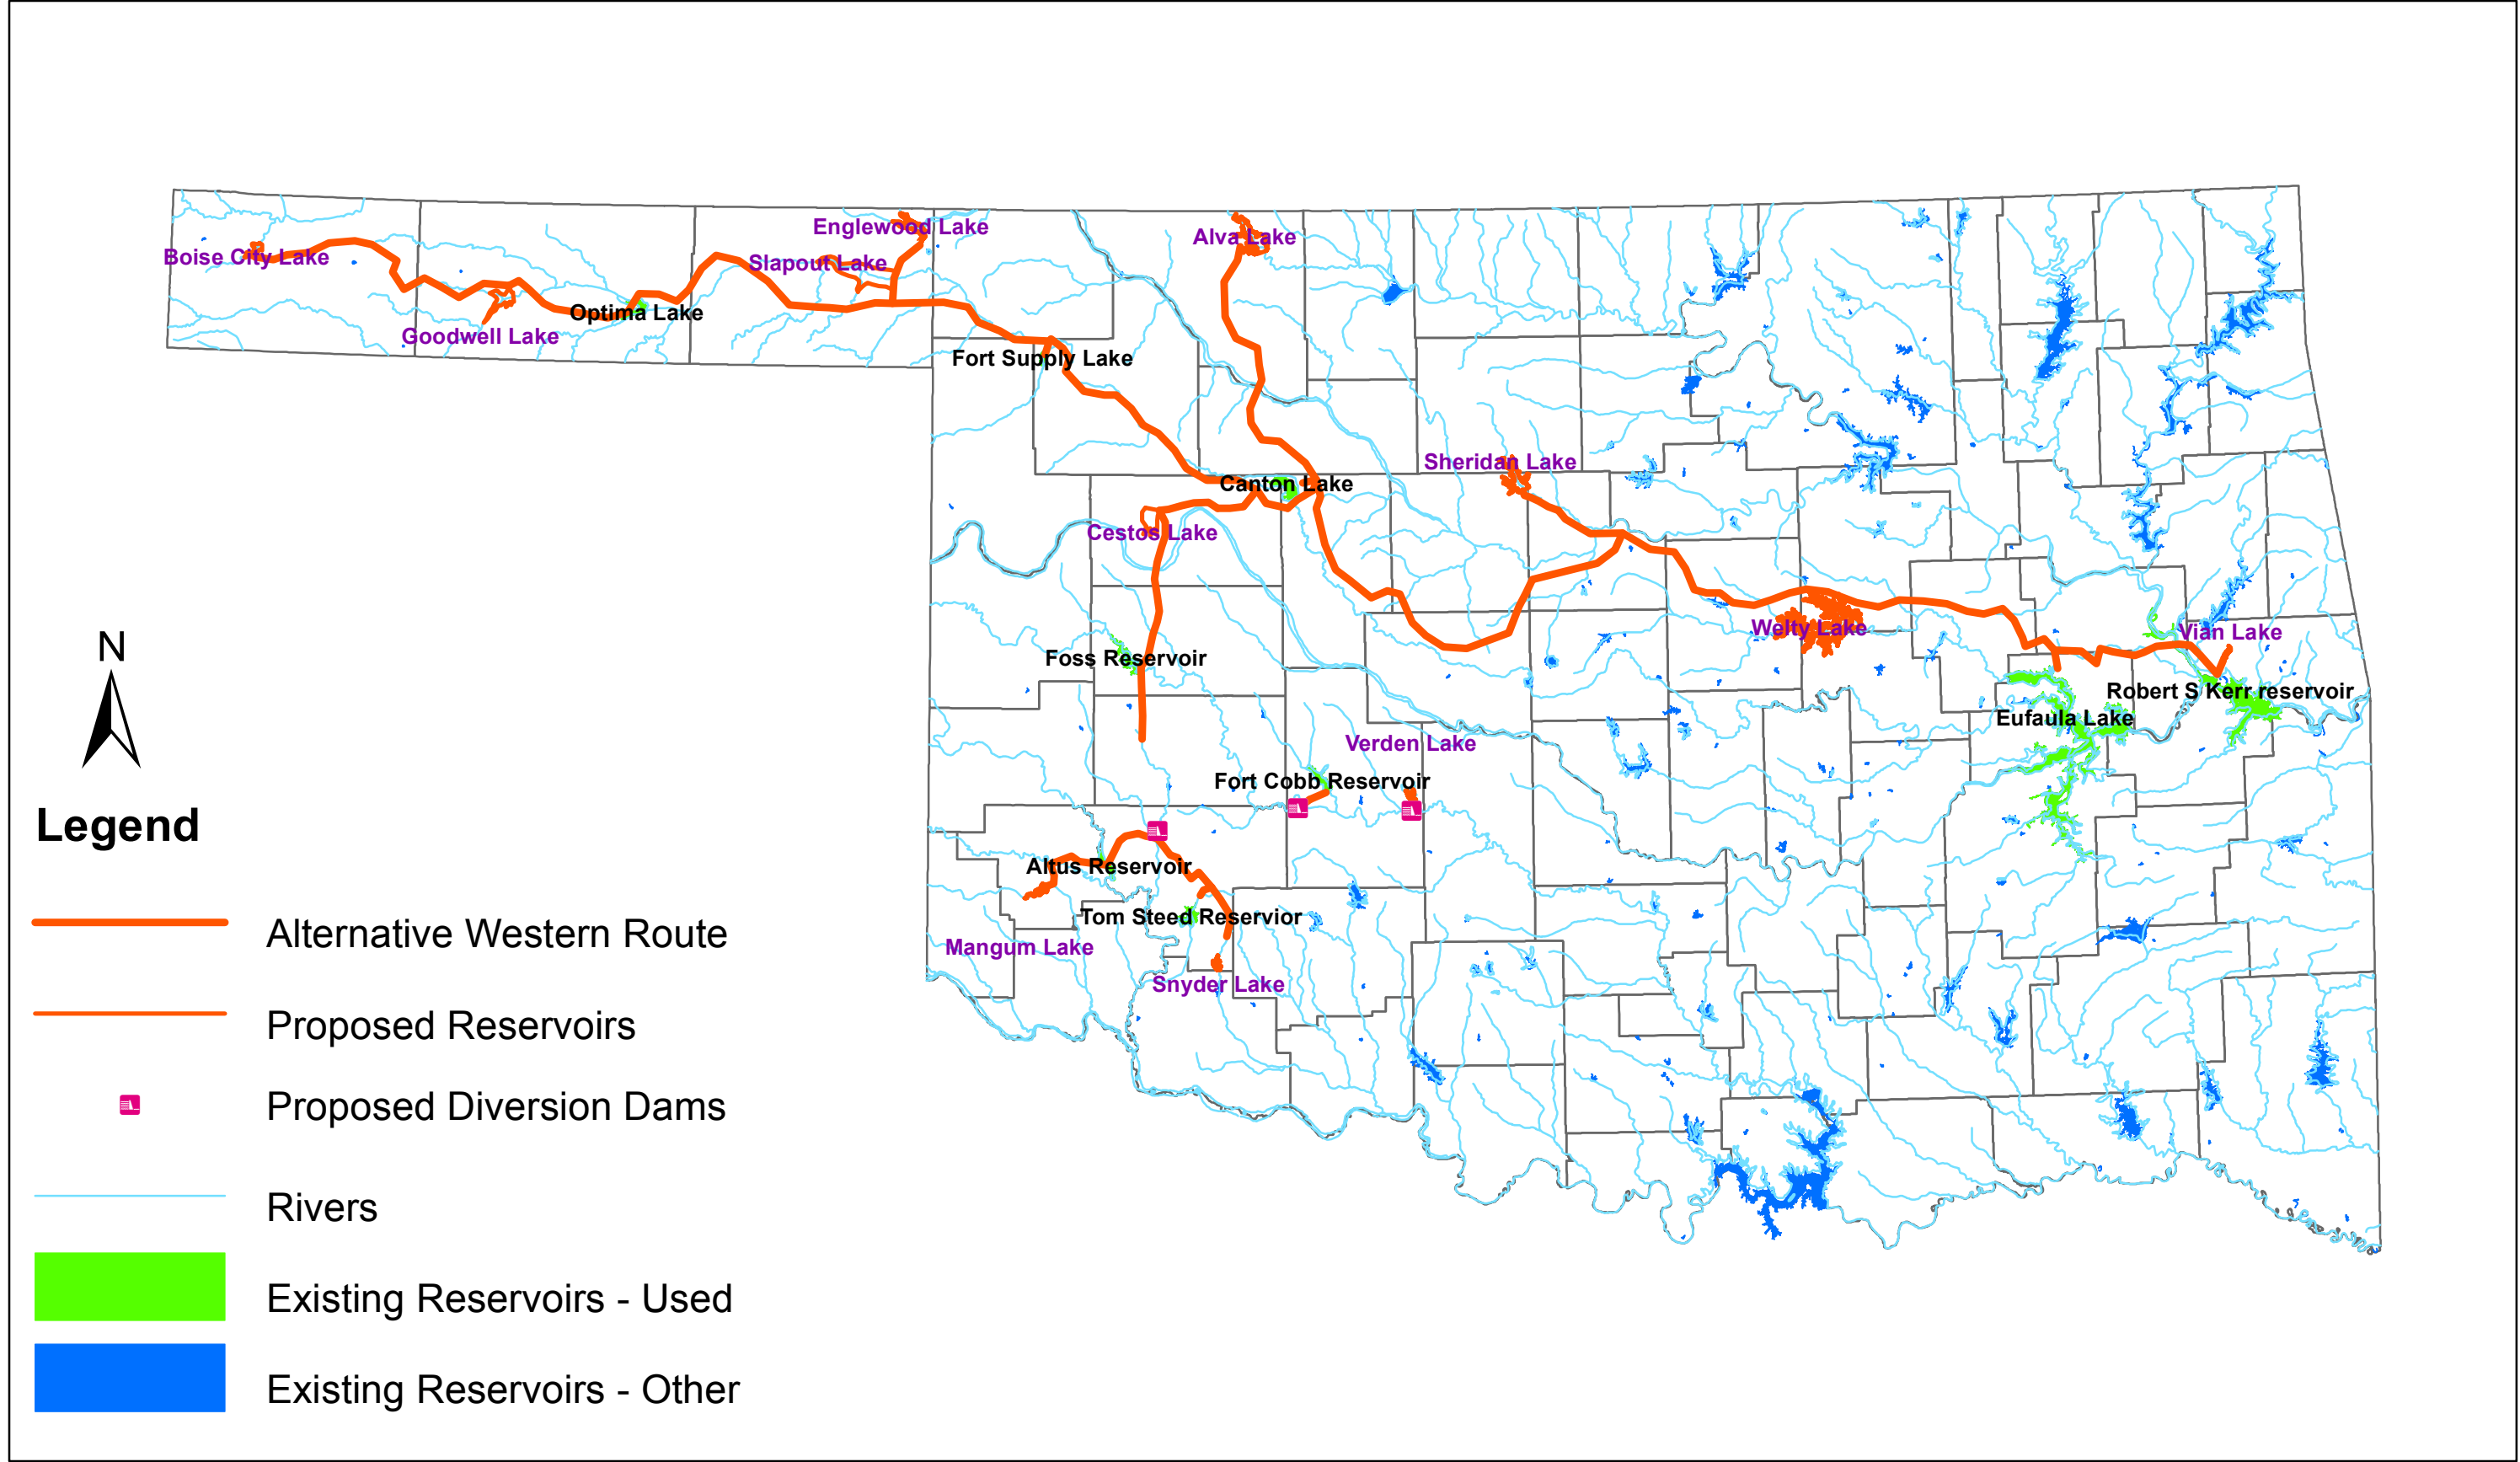 Englewood Lake
Alva Lake
Boise City Lake
Slapout Lake
Optima Lake
Goodwell Lake
Fort Supply Lake
Sheridan Lake
Canton Lake
Cestos Lake
Welty Lake
Vian Lake
Foss Reservoir
Robert S Kerr reservoir
Eufaula Lake
Verden Lake
Fort Cobb Reservoir
Altus Reservoir
Tom Steed Reservior
Mangum Lake
Snyder Lake
N
Legend
Alternative Western Route
Proposed Reservoirs
Proposed Diversion Dams
Rivers
Existing Reservoirs - Used
Existing Reservoirs - Other